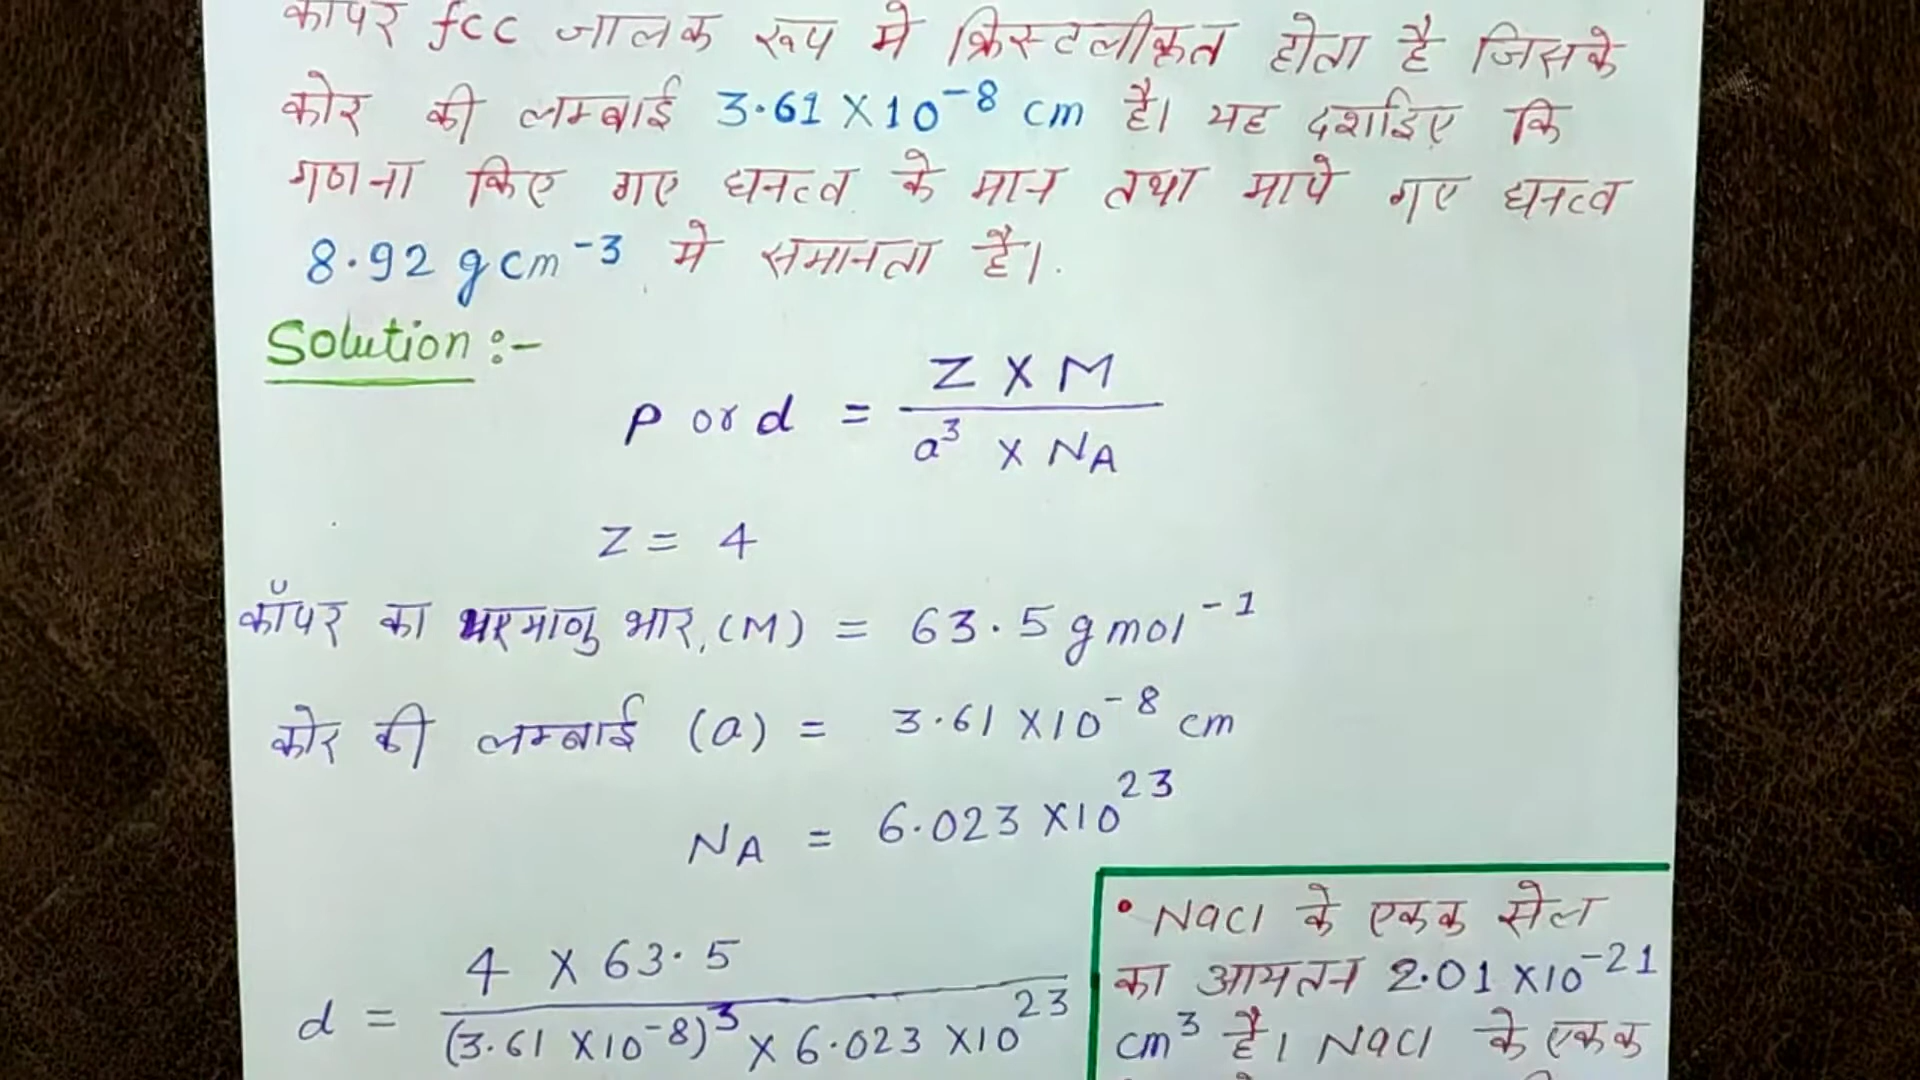 कॉपर fcc जालक रूप मे क्रिस्टलीकृत होता है जिसके
कोर की लम्बाई 3.61 X 10⁻⁸ cm है। यह दर्शाइए कि
गणना किए गए घनत्व के मान तथा मापे गए घनत्व
8.92 g cm⁻³ मे समानता है।
Solution :-
Z X M
ρ or d = 
a³ X NA
Z = 4
कॉपर का परमाणु भार, (M) = 63.5 g mol⁻¹
कोर की लम्बाई (a) = 3.61 X 10⁻⁸ cm
NA = 6.023 X 10²³
4 X 63.5
d =
(3.61 X 10⁻⁸)³ X 6.023 X 10²³
• NaCl के एकक सेल
का आयतन 2.01 X 10⁻²¹
cm³ है। NaCl के एकक